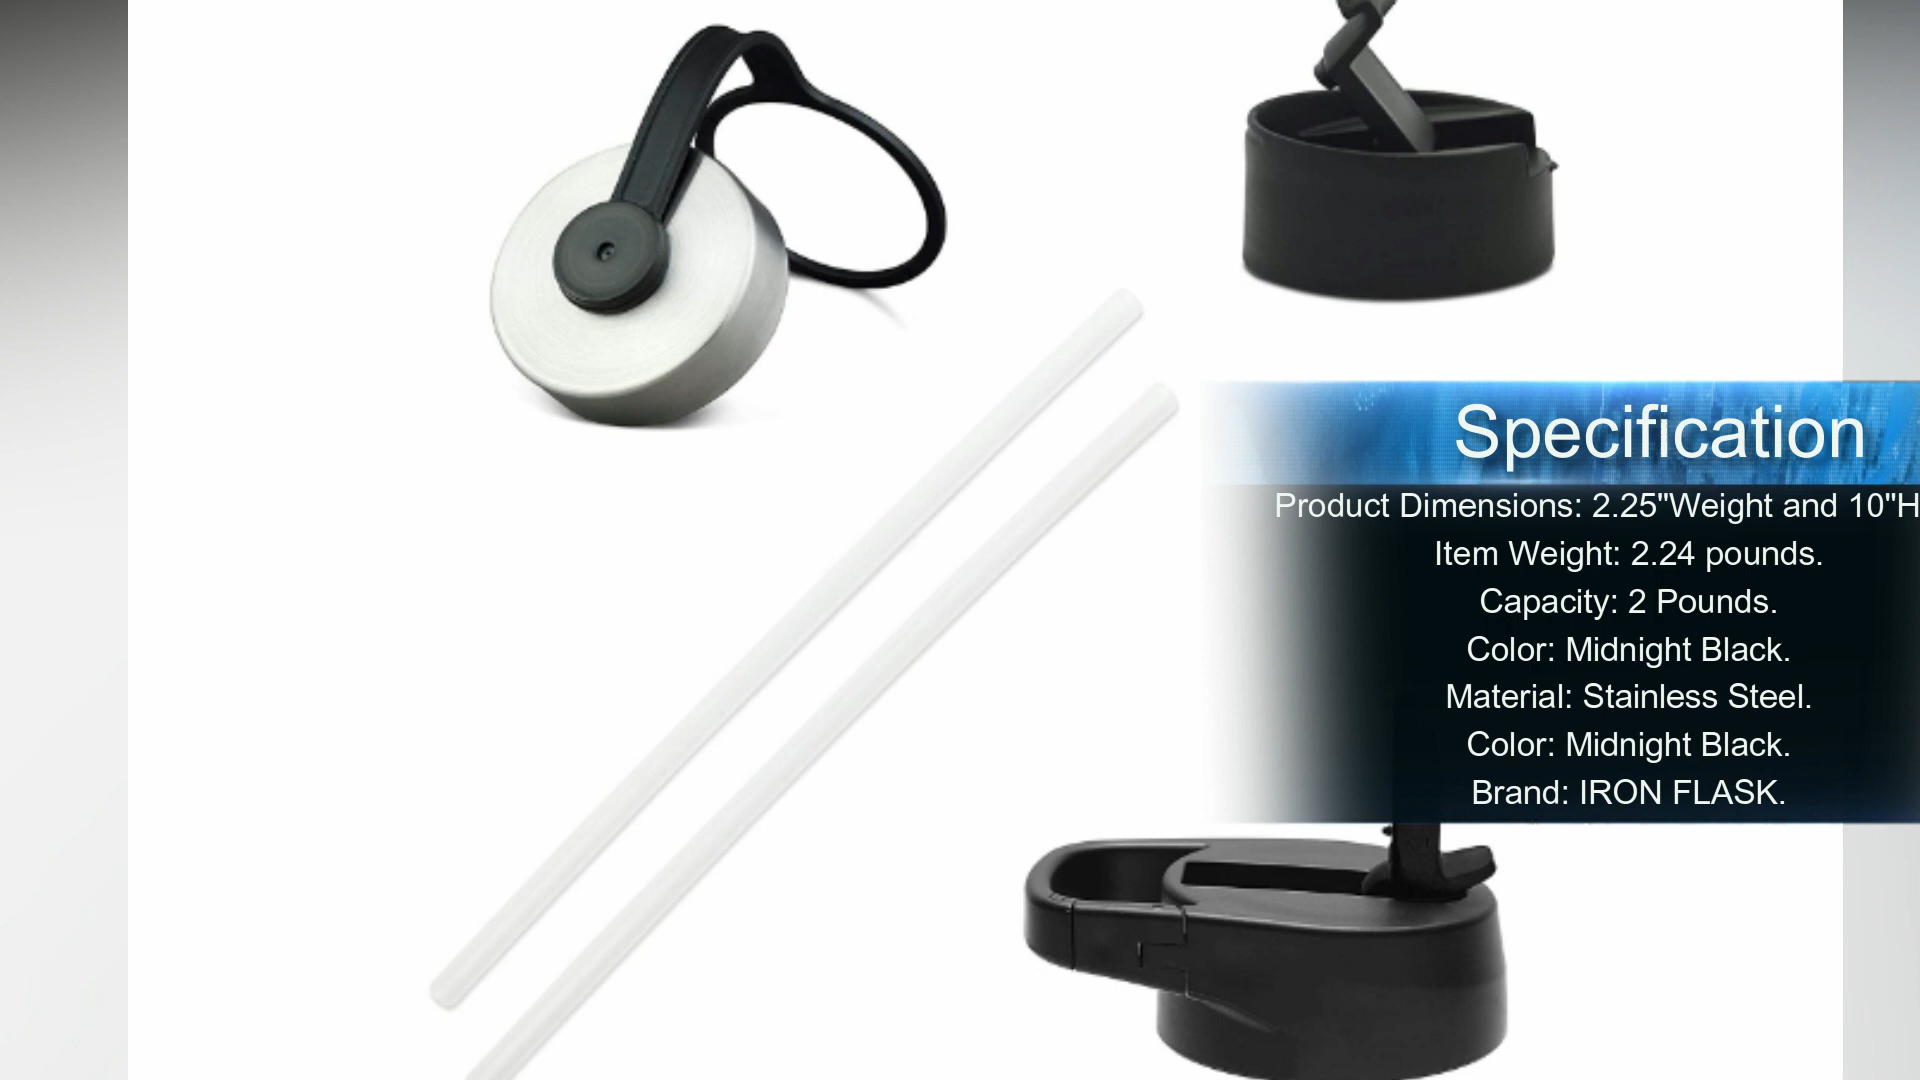 Specification
Product Dimensions: 2.25"Weight and 10"H
Item Weight: 2.24 pounds.
Capacity: 2 Pounds.
Color: Midnight Black.
Material: Stainless Steel.
Color: Midnight Black.
Brand: IRON FLASK.